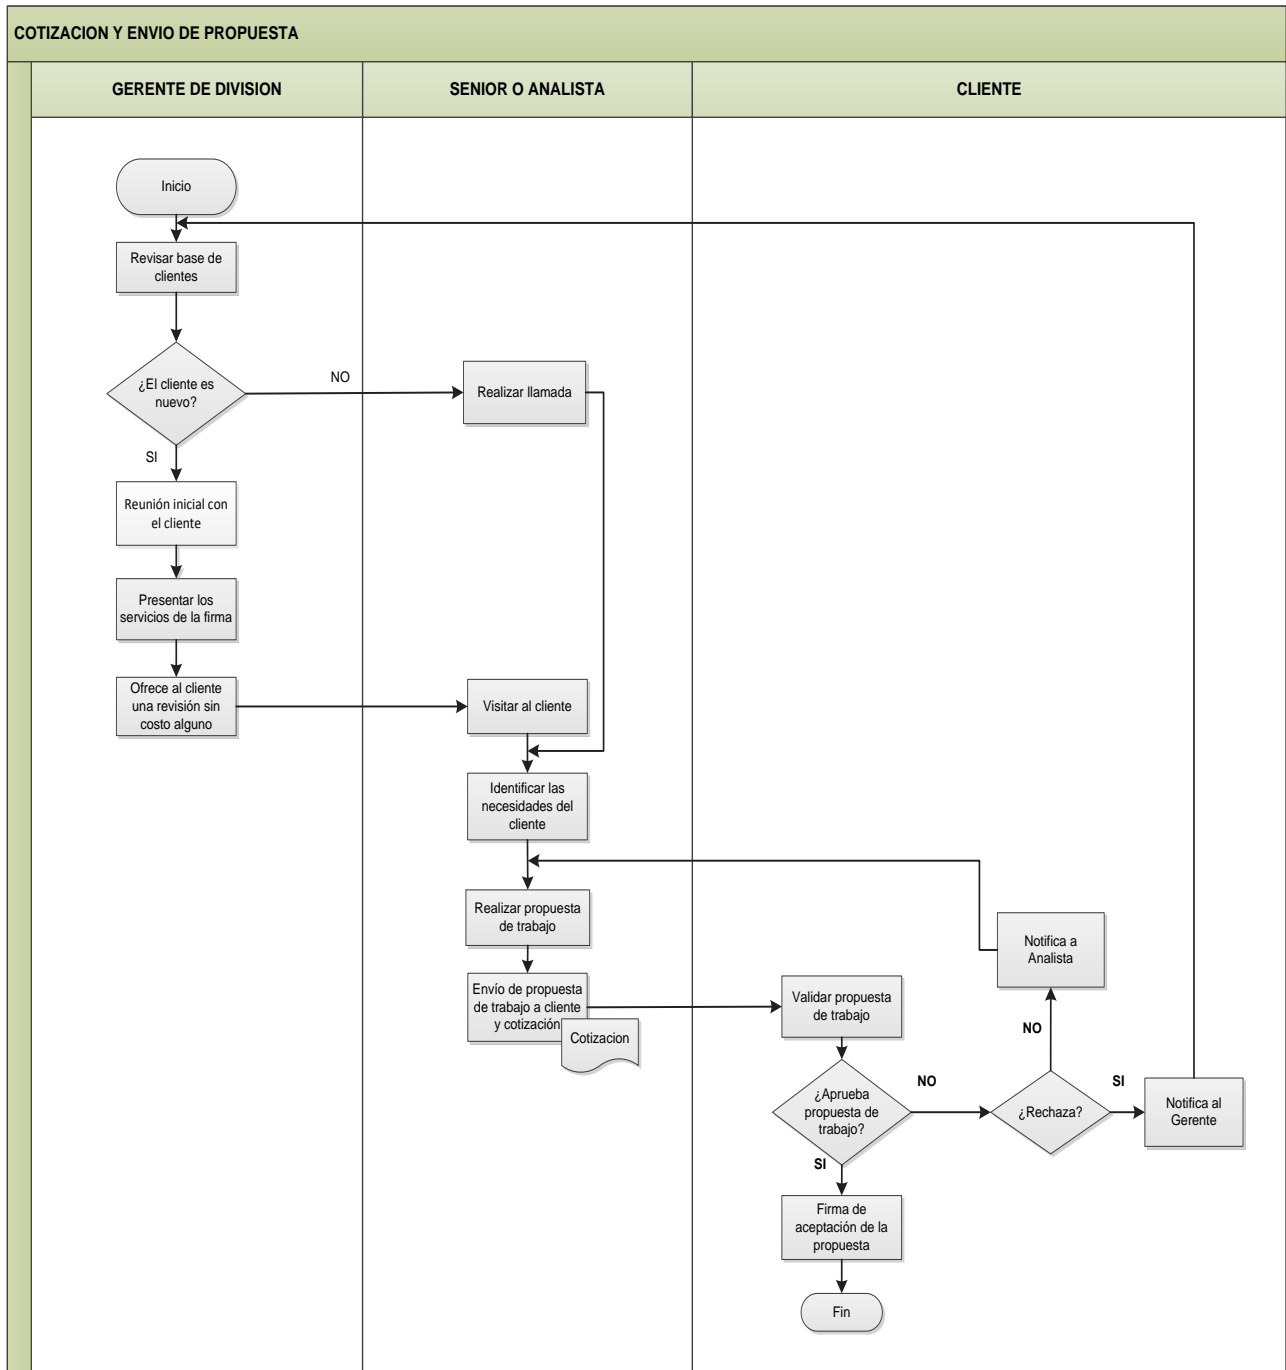 COTIZACION Y ENVIO DE PROPUESTA
GERENTE DE DIVISION
SENIOR O ANALISTA
CLIENTE
Inicio
Revisar base de
clientes
¿El cliente es
nuevo?
NO
Realizar llamada
SI
Reunión inicial con
el cliente
Presentar los
servicios de la firma
Ofrece al cliente
una revisión sin
costo alguno
Visitar al cliente
Identificar las
necesidades del
cliente
Realizar propuesta
de trabajo
Envío de propuesta
de trabajo a cliente
y cotización
Cotizacion
Validar propuesta
de trabajo
¿Aprueba
propuesta de
trabajo?
NO
¿Rechaza?
NO
Notifica a
Analista
SI
Notifica al
Gerente
SI
Firma de
aceptación de la
propuesta
Fin